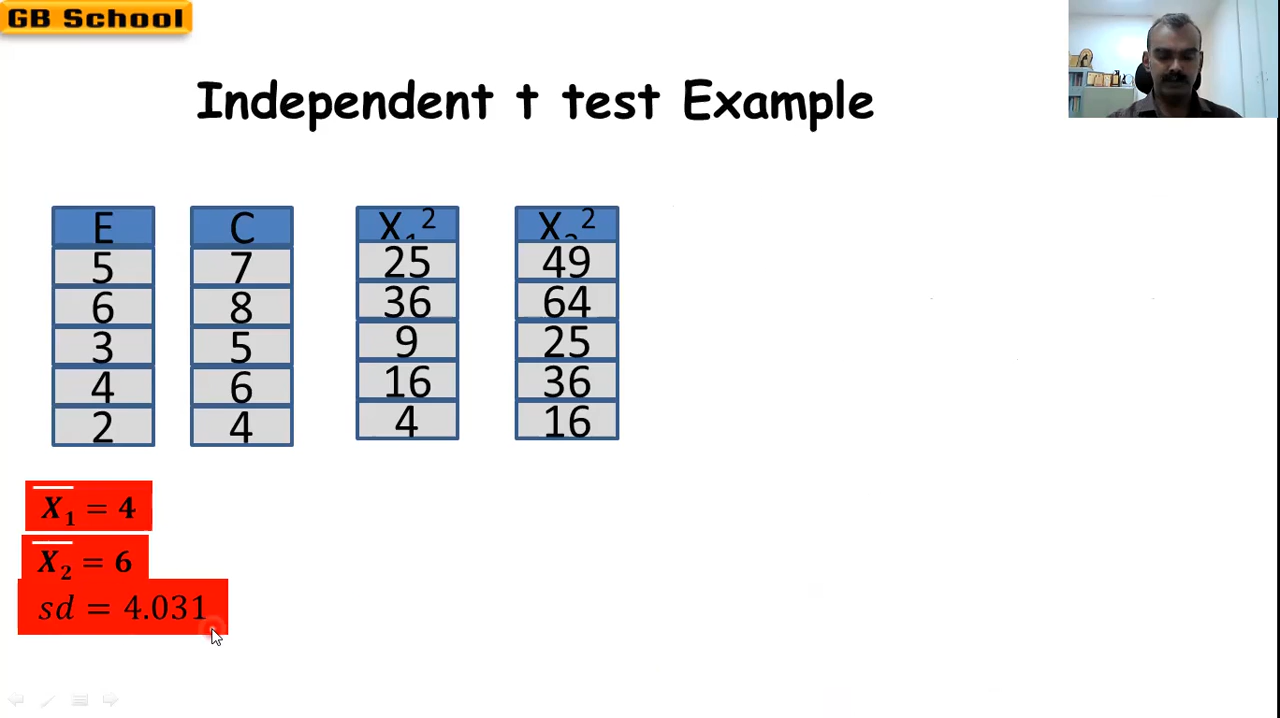 GB School
Independent t test Example
E C X₁² X₂²
5 7 25 49
6 8 36 64
3 5 9 25
4 6 16 36
2 4 4 16
X̄₁ = 4
X̄₂ = 6
sd = 4.031